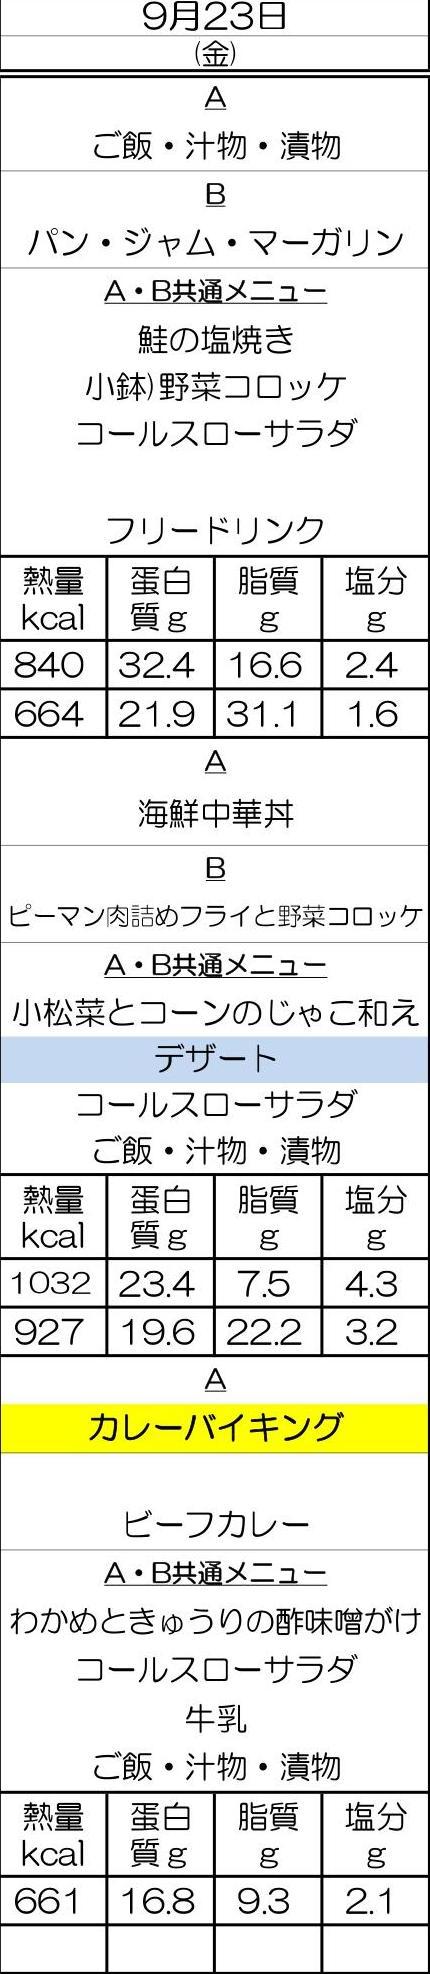 9月23日
(金)
A
ご飯・汁物・漬物
B
パン・ジャム・マーガリン
A・B共通メニュー
鮭の塩焼き
小鉢)野菜コロッケ
コールスローサラダ
フリードリンク
熱量 蛋白 脂質 塩分
kcal 質g g g
840 32.4 16.6 2.4
664 21.9 31.1 1.6
A
海鮮中華丼
B
ピーマン肉詰めフライと野菜コロッケ
A・B共通メニュー
小松菜とコーンのじゃこ和え
デザート
コールスローサラダ
ご飯・汁物・漬物
熱量 蛋白 脂質 塩分
kcal 質g g g
1032 23.4 7.5 4.3
927 19.6 22.2 3.2
A
カレーバイキング
ビーフカレー
A・B共通メニュー
わかめときゅうりの酢味噌がけ
コールスローサラダ
牛乳
ご飯・汁物・漬物
熱量 蛋白 脂質 塩分
kcal 質g g g
661 16.8 9.3 2.1